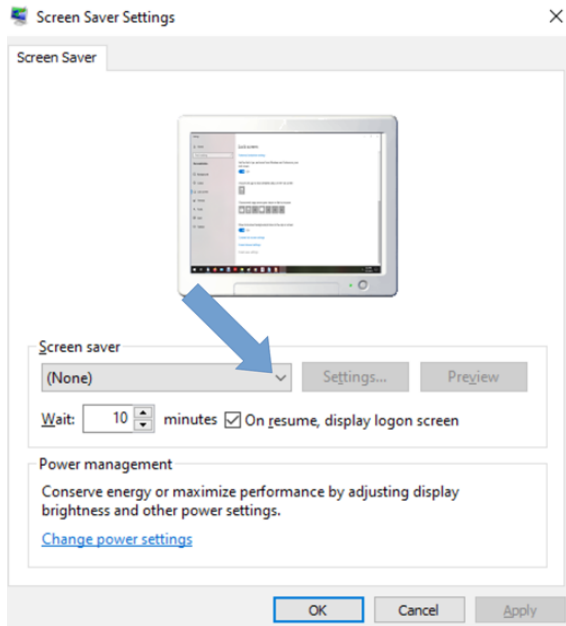 Screen Saver Settings
Screen Saver
Screen saver
(None)
Settings...
Preview
Wait: 10 minutes On resume, display logon screen
Power management
Conserve energy or maximize performance by adjusting display
brightness and other power settings.
Change power settings
OK
Cancel
Apply